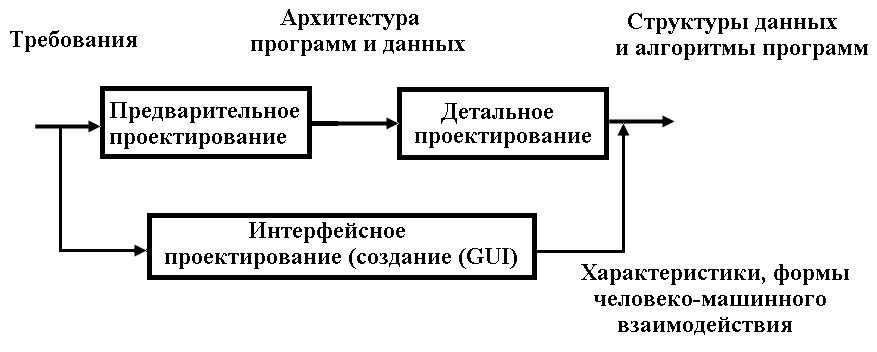 Требования
Архитектура
программ и данных
Структуры данных
и алгоритмы программ
Предварительное
проектирование
Детальное
проектирование
Интерфейсное
проектирование (создание (GUI)
Характеристики, формы
человеко-машинного
взаимодействия